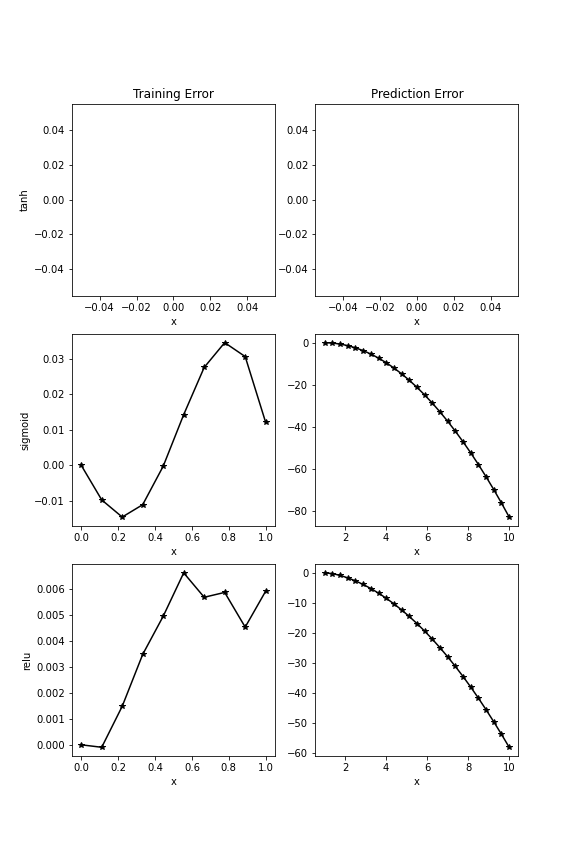 Training Error
Prediction Error
0.04
0.02
0.00
−0.02
−0.04
tanh
−0.04 −0.02 0.00 0.02 0.04
x
0.04
0.02
0.00
−0.02
−0.04
−0.04 −0.02 0.00 0.02 0.04
x
0.03
0.02
0.01
0.00
−0.01
sigmoid
0.0 0.2 0.4 0.6 0.8 1.0
x
0
−20
−40
−60
−80
2 4 6 8 10
x
0.006
0.005
0.004
0.003
0.002
0.001
0.000
relu
0.0 0.2 0.4 0.6 0.8 1.0
x
0
−10
−20
−30
−40
−50
−60
2 4 6 8 10
x